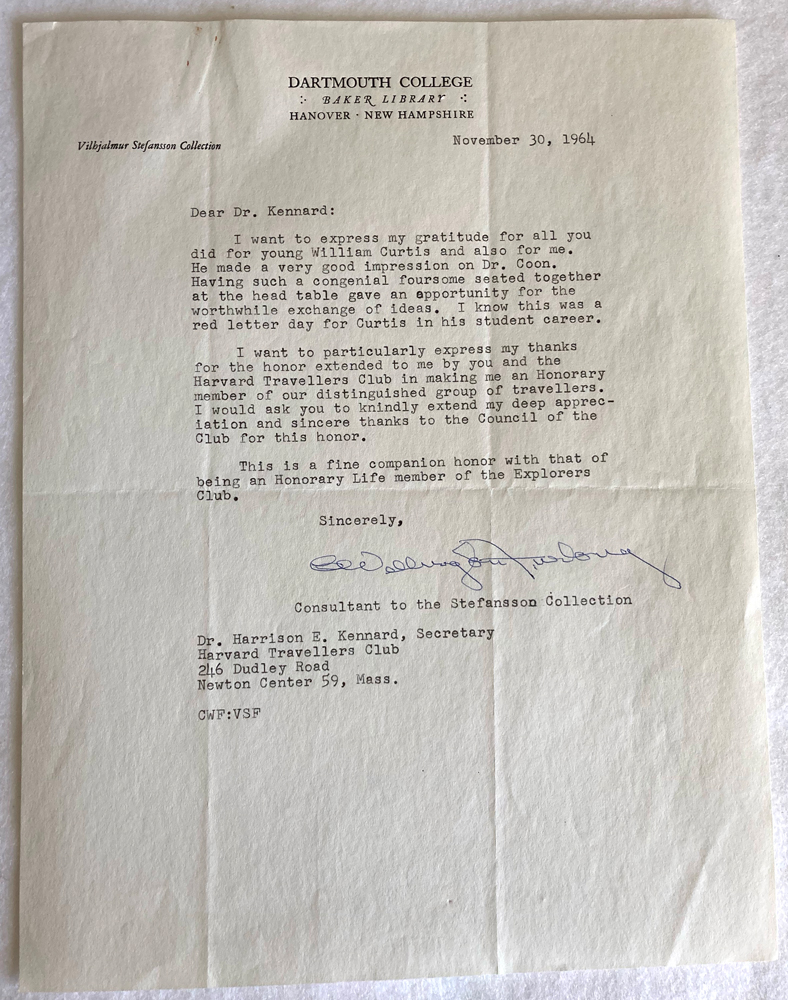 DARTMOUTH COLLEGE
BAKER LIBRARY
HANOVER · NEW HAMPSHIRE
Vilhjalmur Stefansson Collection
November 30, 1964
Dear Dr. Kennard:
I want to express my gratitude for all you
did for young William Curtis and also for me.
He made a very good impression on Dr. Coon.
Having such a congenial foursome seated together
at the head table gave an opportunity for the
worthwhile exchange of ideas. I know this was a
red letter day for Curtis in his student career.
I want to particularly express my thanks
for the honor extended to me by you and the
Harvard Travellers Club in making me an Honorary
member of our distinguished group of travellers.
I would ask you to knindly extend my deep apprec-
iation and sincere thanks to the Council of the
Club for this honor.
This is a fine companion honor with that of
being an Honorary Life member of the Explorers
Club.
Sincerely,
C Wellington Furlong
Consultant to the Stefansson Collection
Dr. Harrison E. Kennard, Secretary
Harvard Travellers Club
246 Dudley Road
Newton Center 59, Mass.
CWF:VSF